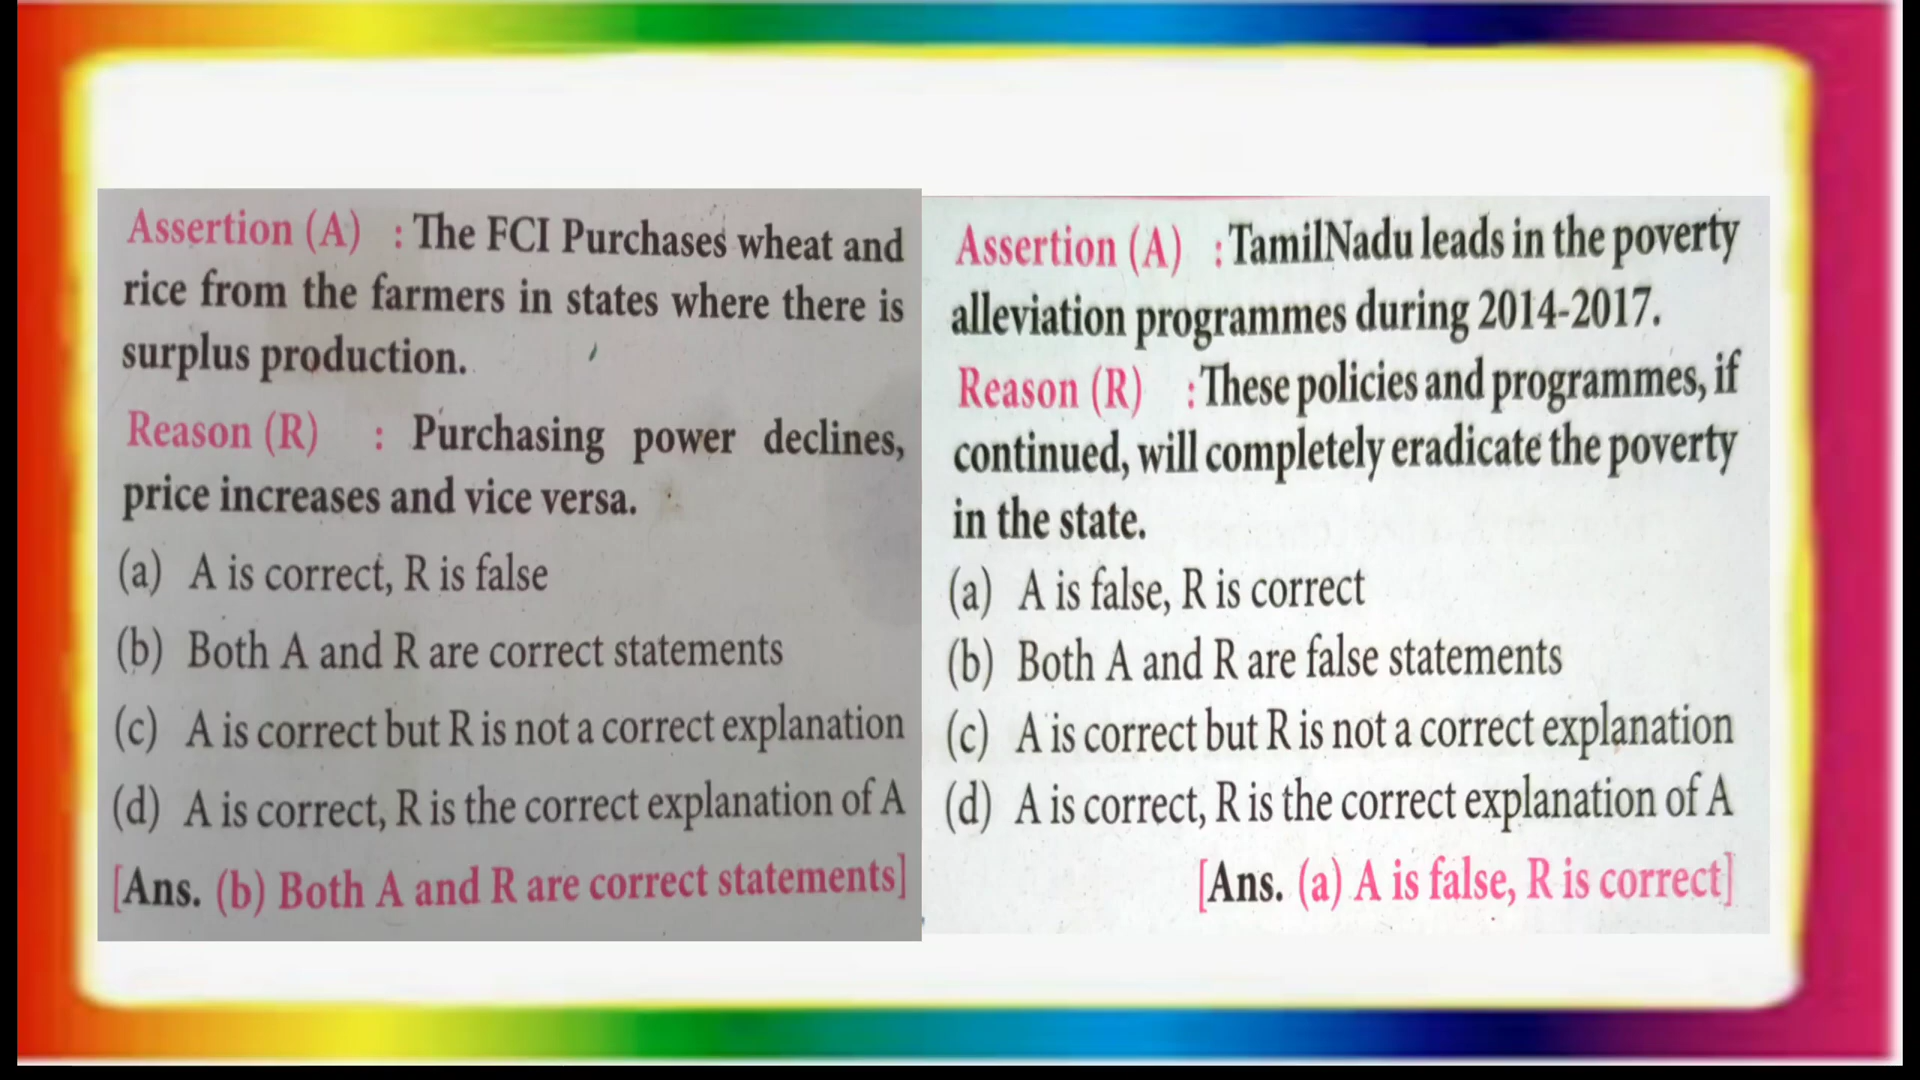 Assertion (A) : The FCI Purchases wheat and
rice from the farmers in states where there is
surplus production.
Reason (R) : Purchasing power declines,
price increases and vice versa.
(a) A is correct, R is false
(b) Both A and R are correct statements
(c) A is correct but R is not a correct explanation
(d) A is correct, R is the correct explanation of A
[Ans. (b) Both A and R are correct statements]
Assertion (A) : TamilNadu leads in the poverty
alleviation programmes during 2014-2017.
Reason (R) : These policies and programmes, if
continued, will completely eradicate the poverty
in the state.
(a) A is false, R is correct
(b) Both A and R are false statements
(c) A is correct but R is not a correct explanation
(d) A is correct, R is the correct explanation of A
[Ans. (a) A is false, R is correct]